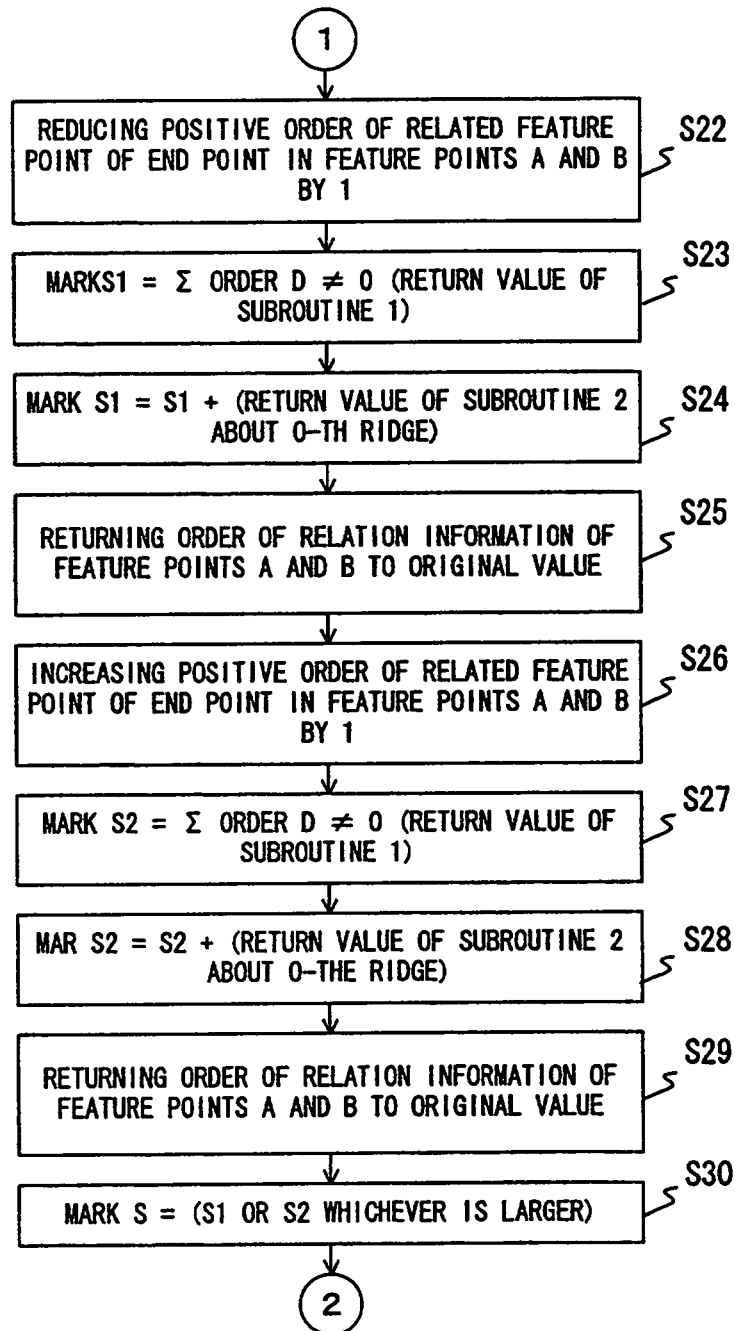 1
REDUCING POSITIVE ORDER OF RELATED FEATURE
POINT OF END POINT IN FEATURE POINTS A AND B
BY 1
S22
MARKS1 = Σ ORDER D ≠ 0 (RETURN VALUE OF
SUBROUTINE 1)
S23
MARK S1 = S1 + (RETURN VALUE OF SUBROUTINE 2
ABOUT 0-TH RIDGE)
S24
RETURNING ORDER OF RELATION INFORMATION OF
FEATURE POINTS A AND B TO ORIGINAL VALUE
S25
INCREASING POSITIVE ORDER OF RELATED FEATURE
POINT OF END POINT IN FEATURE POINTS A AND B
BY 1
S26
MARK S2 = Σ ORDER D ≠ 0 (RETURN VALUE OF
SUBROUTINE 1)
S27
MAR S2 = S2 + (RETURN VALUE OF SUBROUTINE 2
ABOUT 0-THE RIDGE)
S28
RETURNING ORDER OF RELATION INFORMATION OF
FEATURE POINTS A AND B TO ORIGINAL VALUE
S29
MARK S = (S1 OR S2 WHICHEVER IS LARGER)
S30
2